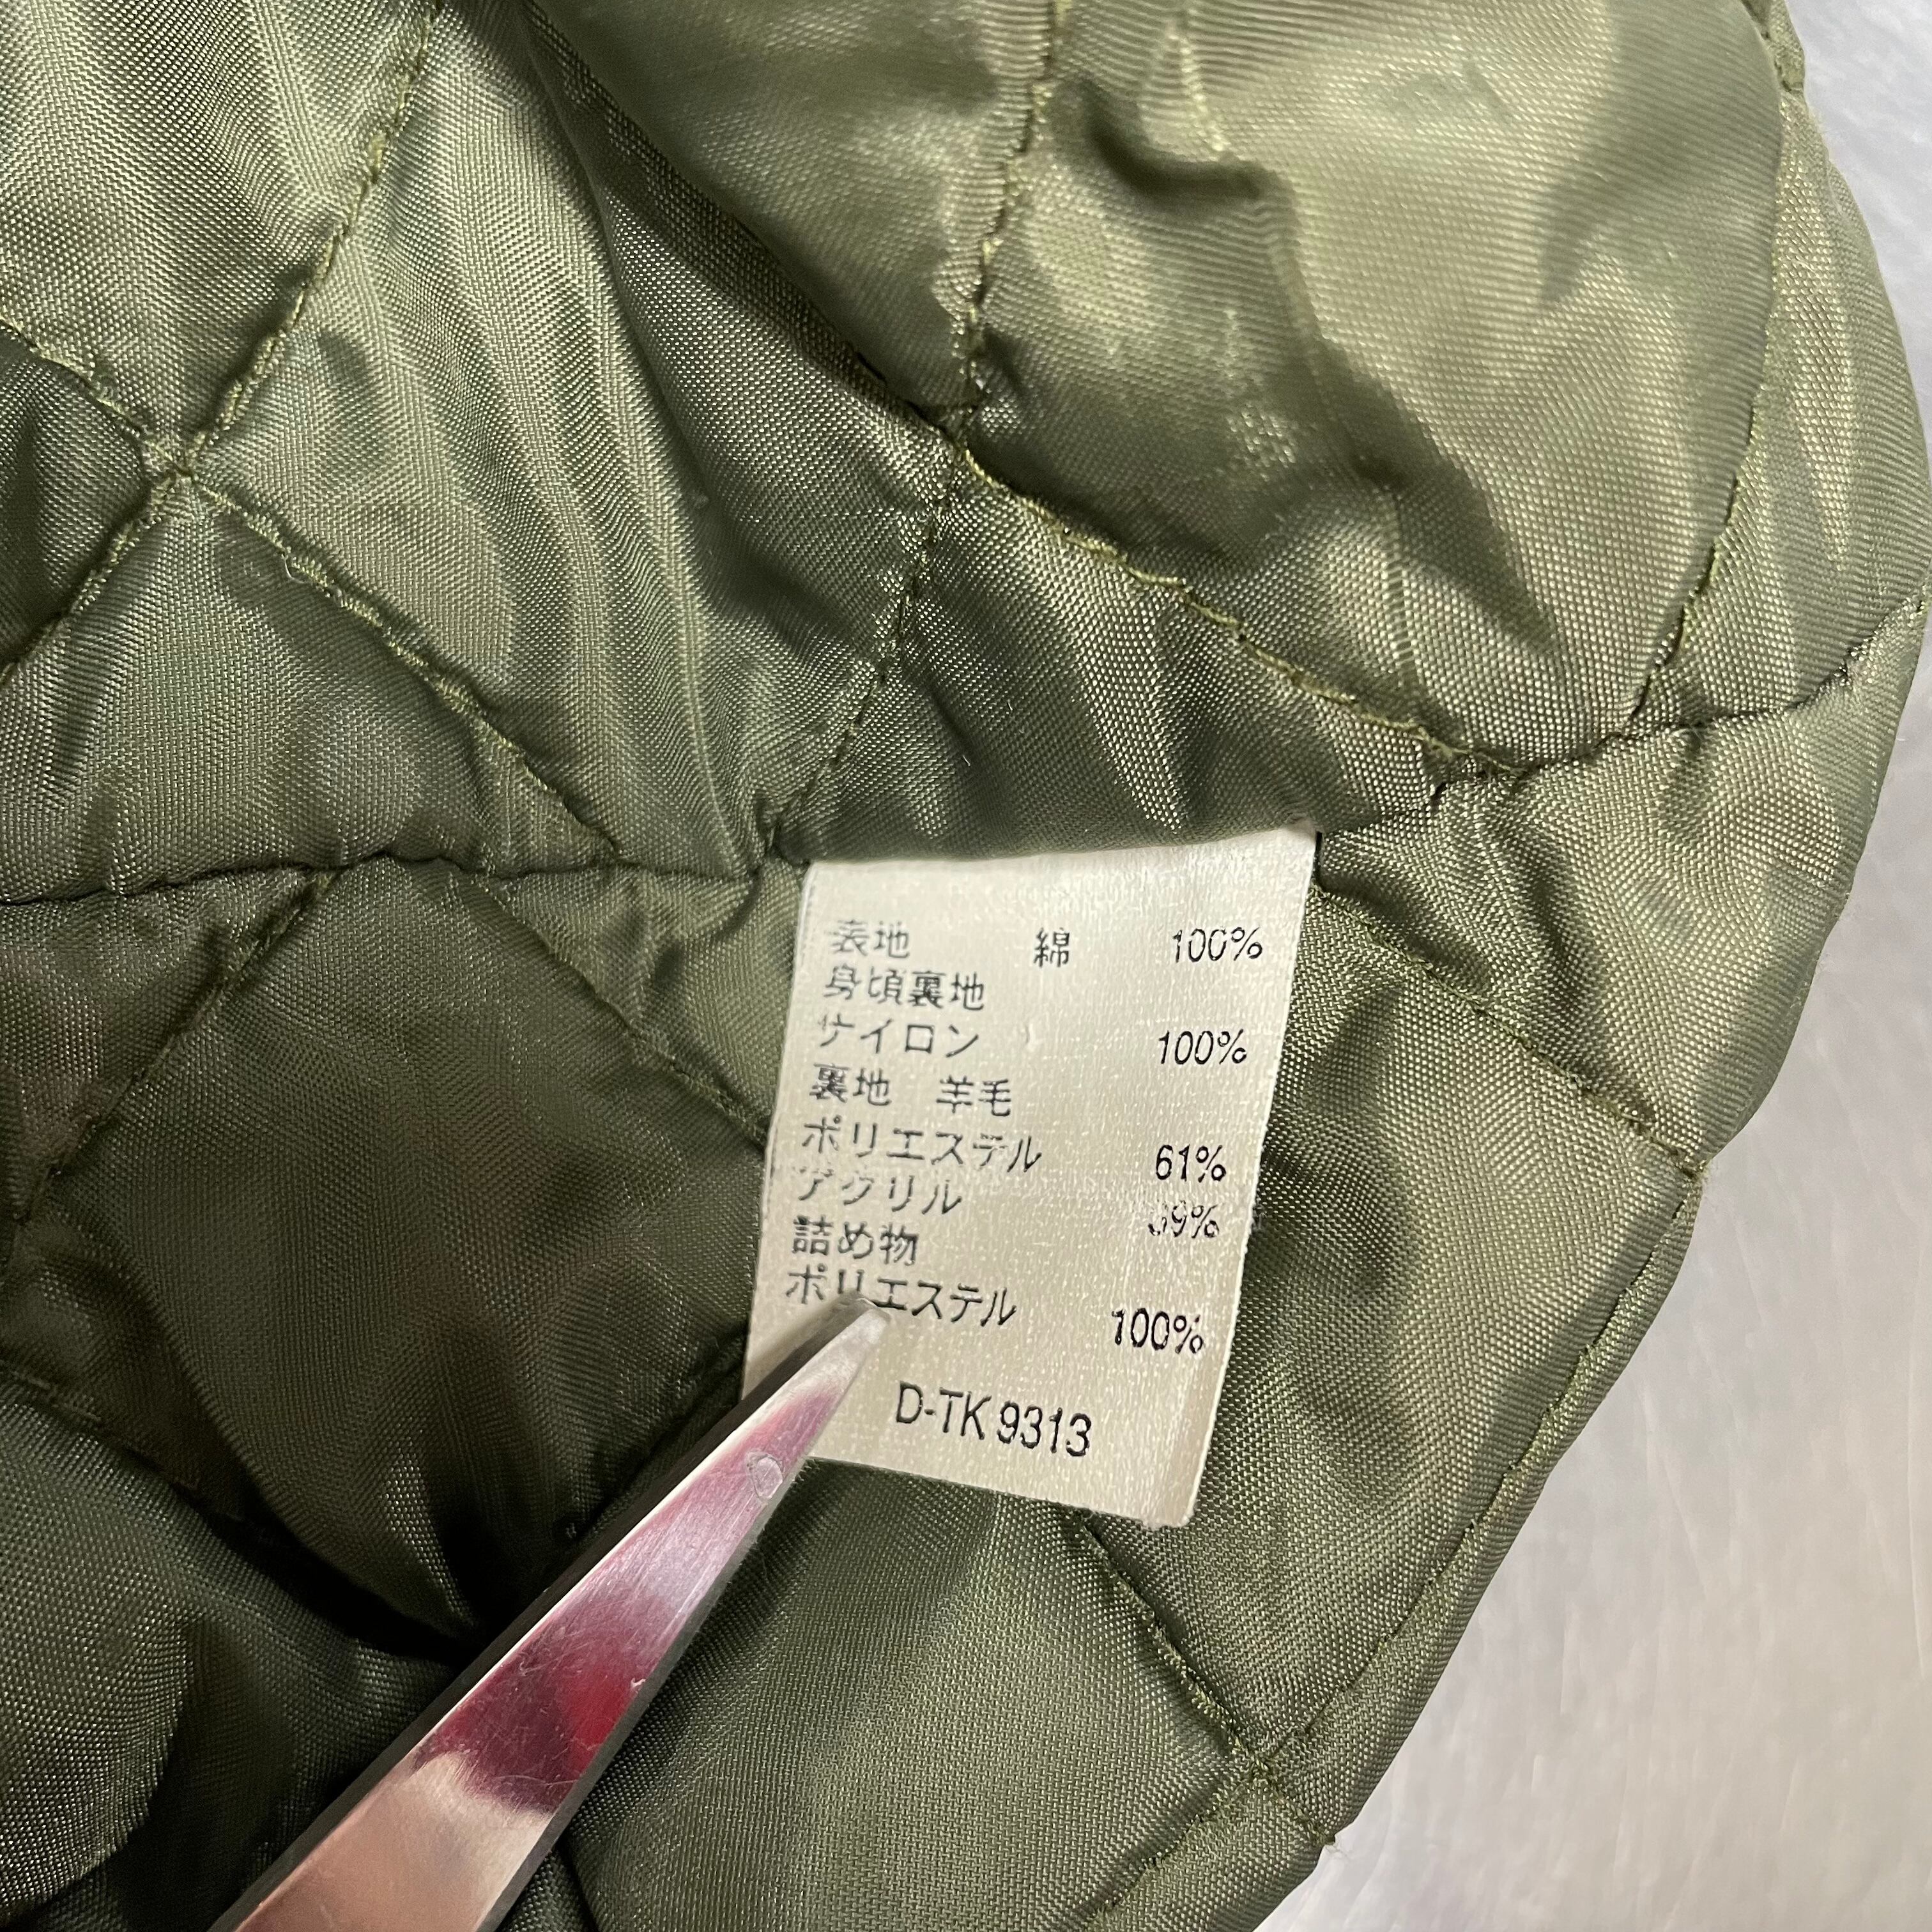 表地 綿 100%
身頃裏地
ナイロン 100%
裏地 羊毛
ポリエステル 61%
アクリル 39%
詰め物
ポリエステル 100%
D-TK 9313